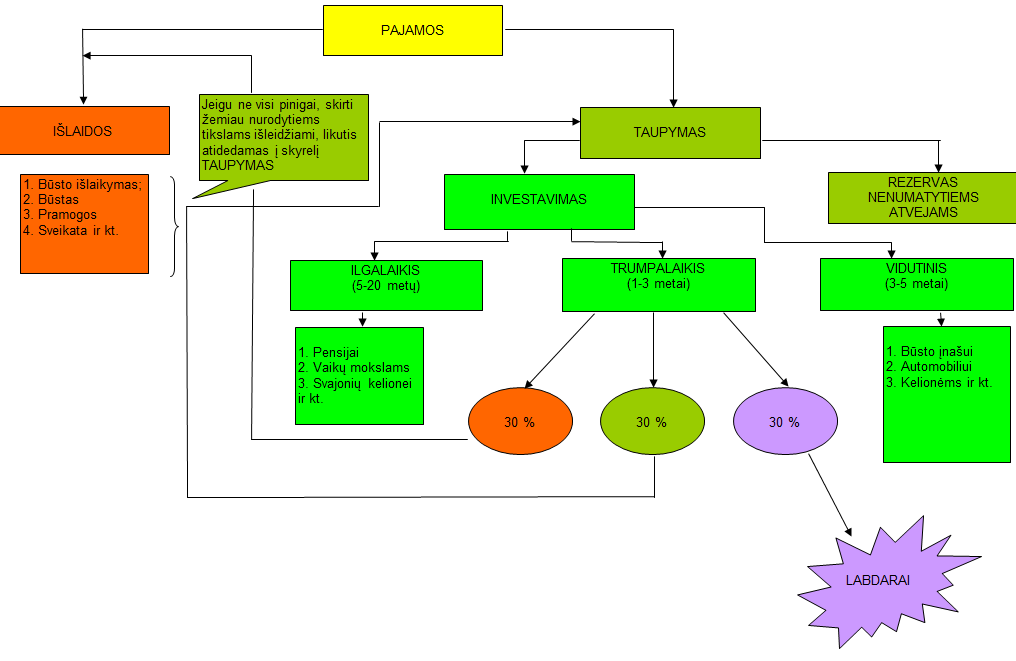 PAJAMOS
IŠLAIDOS
Jeigu ne visi pinigai, skirti
žemiau nurodytiems
tikslams išleidžiami, likutis
atidedamas į skyrelį
TAUPYMAS
TAUPYMAS
1. Būsto išlaikymas;
2. Būstas
3. Pramogos
4. Sveikata ir kt.
INVESTAVIMAS
REZERVAS
NENUMATYTIEMS
ATVEJAMS
ILGALAIKIS
(5-20 metų)
TRUMPALAIKIS
(1-3 metai)
VIDUTINIS
(3-5 metai)
1. Pensijai
2. Vaikų mokslams
3. Svajonių kelionei
ir kt.
1. Būsto įnašui
2. Automobiliui
3. Kelionėms ir kt.
30 %
30 %
30 %
LABDARAI